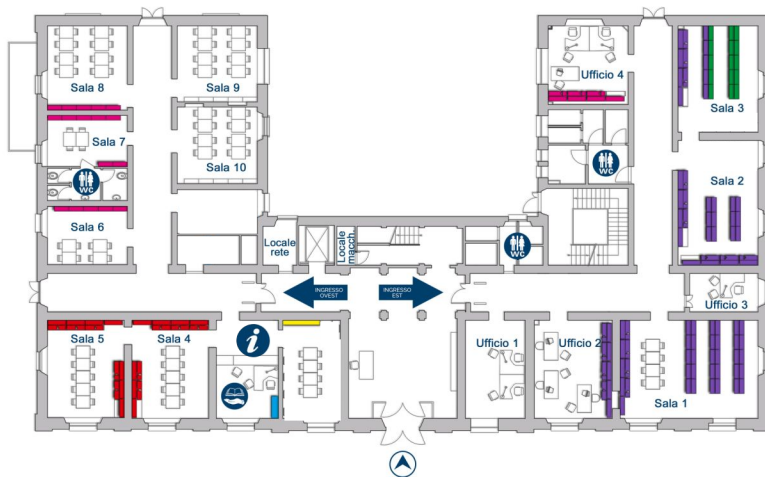 Sala 8
Sala 9
Ufficio 4
Sala 3
Sala 7
Sala 10
WC
WC
Sala 2
Sala 6
Locale
rete
Locale
macch
WC
INGRESSO
OVEST
INGRESSO
EST
Ufficio 3
Sala 5
Sala 4
i
Ufficio 1
Ufficio 2
Sala 1